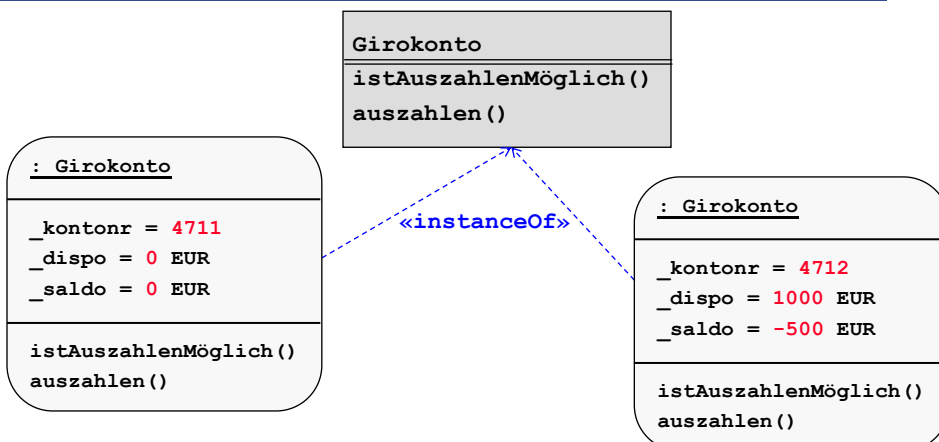 Girokonto
istAuszahlenMöglich()
auszahlen()
: Girokonto
_kontonr = 4711
_dispo = 0 EUR
_saldo = 0 EUR
istAuszahlenMöglich()
auszahlen()
«instanceOf»
: Girokonto
_kontonr = 4712
_dispo = 1000 EUR
_saldo = -500 EUR
istAuszahlenMöglich()
auszahlen()